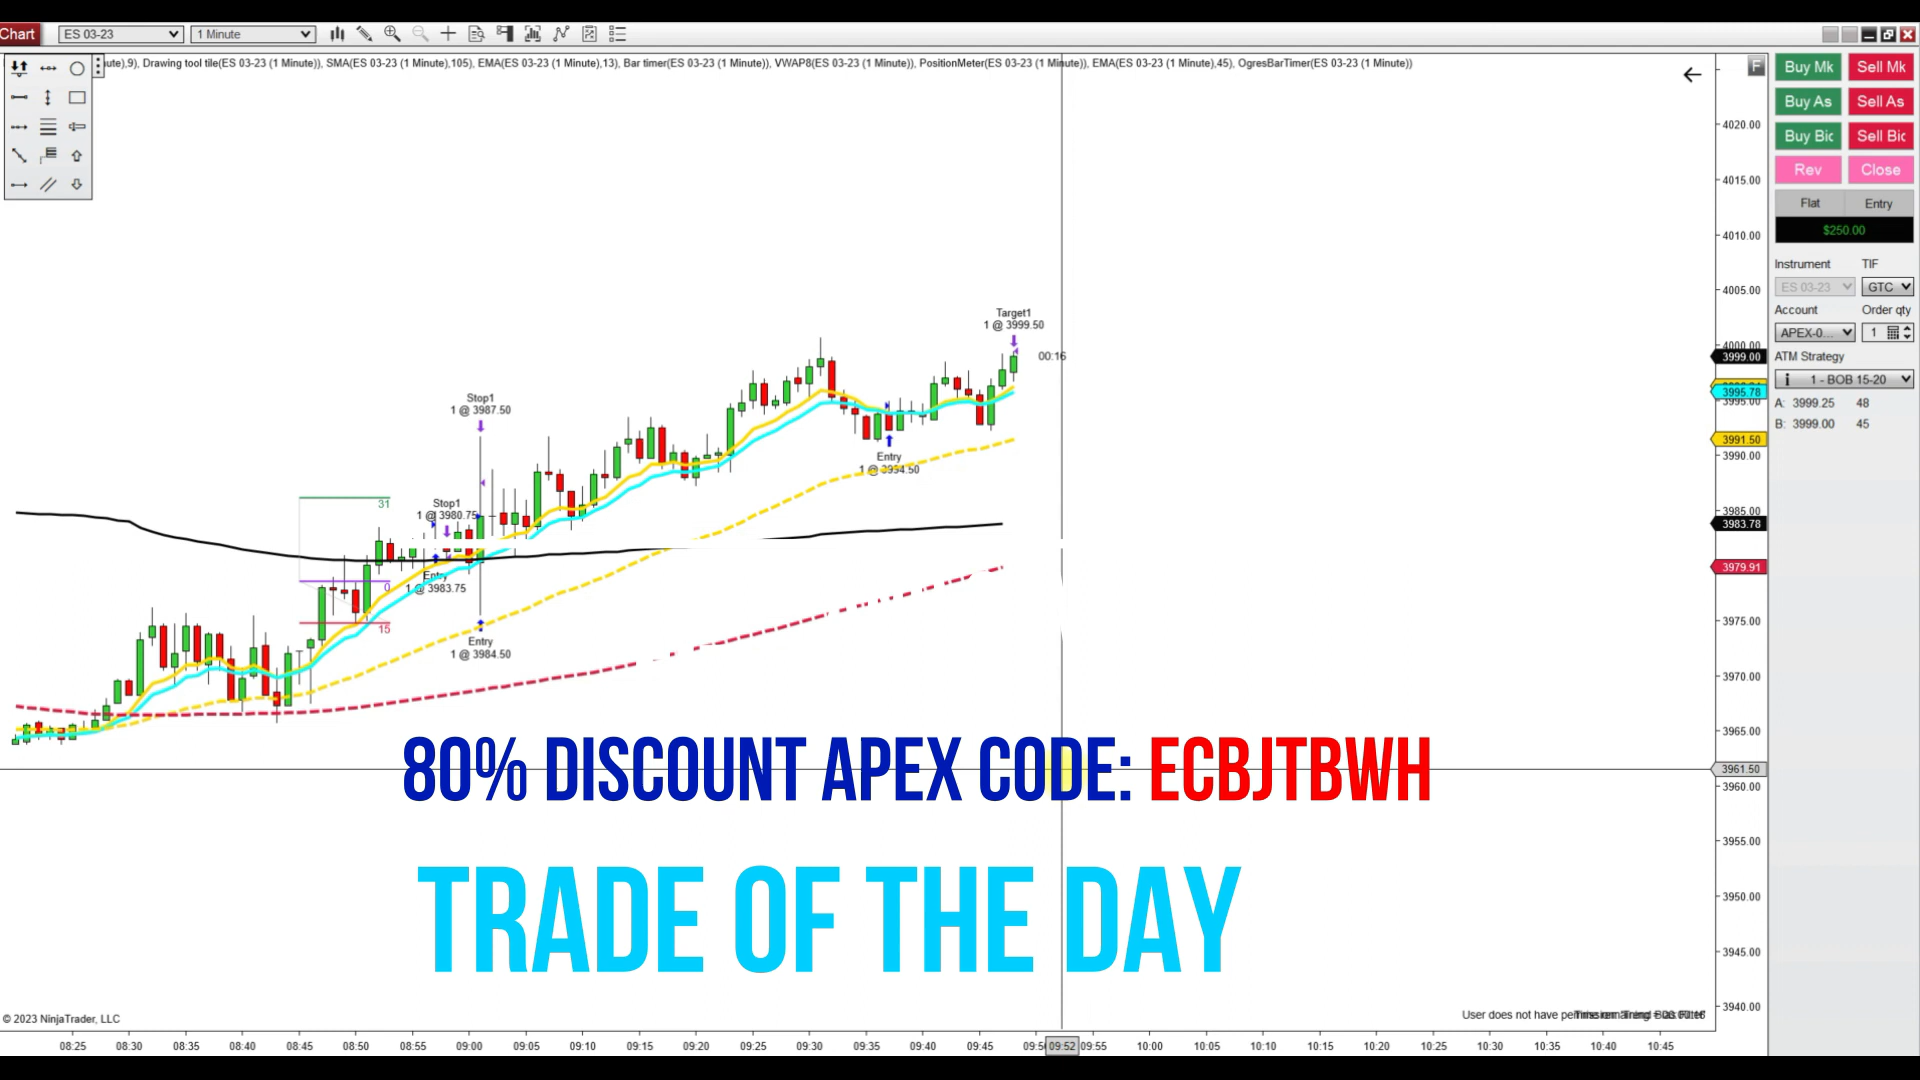 Chart ES 03-23 1 Minute
ute),9), Drawing tool tile(ES 03-23 (1 Minute)), SMA(ES 03-23 (1 Minute),105), EMA(ES 03-23 (1 Minute),13), Bar timer(ES 03-23 (1 Minute)), VWAP8(ES 03-23 (1 Minute)), PositionMeter(ES 03-23 (1 Minute)), EMA(ES 03-23 (1 Minute),45), OgresBarTimer(ES 03-23 (1 Minute))
F
Buy Mk Sell Mk
Buy As Sell As
Buy Bic Sell Bic
Rev Close
Flat Entry
$250.00
Instrument TIF
ES 03-23 GTC
Account Order qty
APEX-0... 1
ATM Strategy
1 - BOB 15-20
A: 3999.25 48
B: 3999.00 45
4020.00
4015.00
4010.00
4005.00
4000.00
3999.00
3995.78
3995.00
3991.50
3990.00
3985.00
3983.78
3979.91
3975.00
3970.00
3965.00
3961.50
3960.00
3955.00
3950.00
3945.00
3940.00
Target1
1 @ 3999.50
00:16
Stop1
1 @ 3987.50
Entry
1 @ 3994.50
Stop1
1 @ 3980.75
31
0
15
Entry
1 @ 3983.75
Entry
1 @ 3984.50
80% DISCOUNT APEX CODE: ECBJTBWH
TRADE OF THE DAY
© 2023 NinjaTrader, LLC
User does not have
08:25 08:30 08:35 08:40 08:45 08:50 08:55 09:00 09:05 09:10 09:15 09:20 09:25 09:30 09:35 09:40 09:45 09:52 09:55 10:00 10:05 10:10 10:15 10:20 10:25 10:30 10:35 10:40 10:45